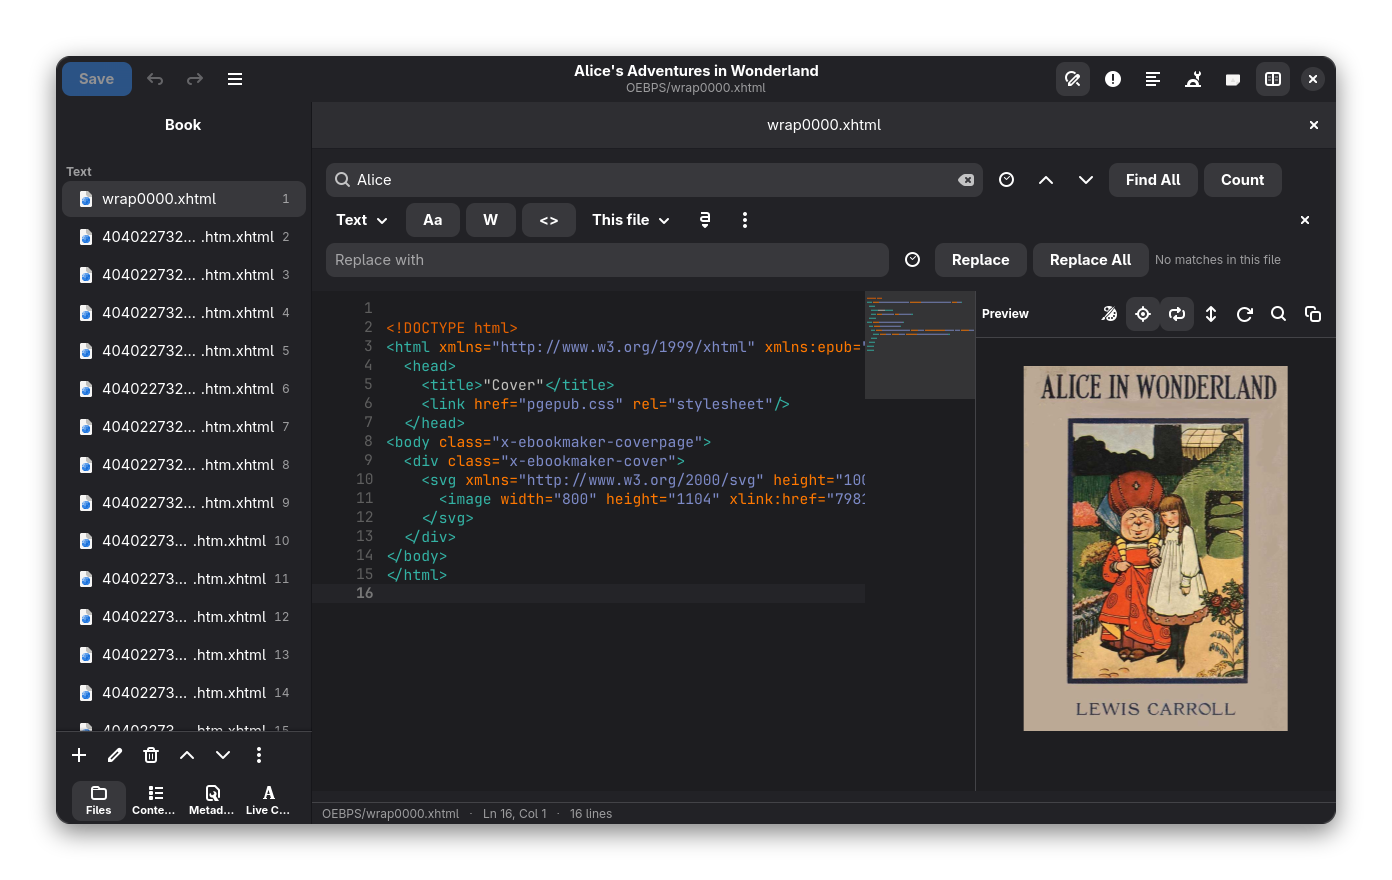 Save
Alice's Adventures in Wonderland
OEBPS/wrap0000.xhtml
Book
wrap0000.xhtml
Text
wrap0000.xhtml 1
404022732... .htm.xhtml 2
404022732... .htm.xhtml 3
404022732... .htm.xhtml 4
404022732... .htm.xhtml 5
404022732... .htm.xhtml 6
404022732... .htm.xhtml 7
404022732... .htm.xhtml 8
404022732... .htm.xhtml 9
40402273... .htm.xhtml 10
40402273... .htm.xhtml 11
40402273... .htm.xhtml 12
40402273... .htm.xhtml 13
40402273... .htm.xhtml 14
40402273... .htm.xhtml 15
Files Conte... Metad... Live C...
Alice
Find All Count
Text Aa W <> This file
Replace with
Replace Replace All No matches in this file
1
2 <!DOCTYPE html>
3 <html xmlns="http://www.w3.org/1999/xhtml" xmlns:epub="
4 <head>
5 <title>"Cover"</title>
6 <link href="pgepub.css" rel="stylesheet"/>
7 </head>
8 <body class="x-ebookmaker-coverpage">
9 <div class="x-ebookmaker-cover">
10 <svg xmlns="http://www.w3.org/2000/svg" height="100
11 <image width="800" height="1104" xlink:href="7981
12 </svg>
13 </div>
14 </body>
15 </html>
16
Preview
ALICE IN WONDERLAND
LEWIS CARROLL
OEBPS/wrap0000.xhtml · Ln 16, Col 1 · 16 lines